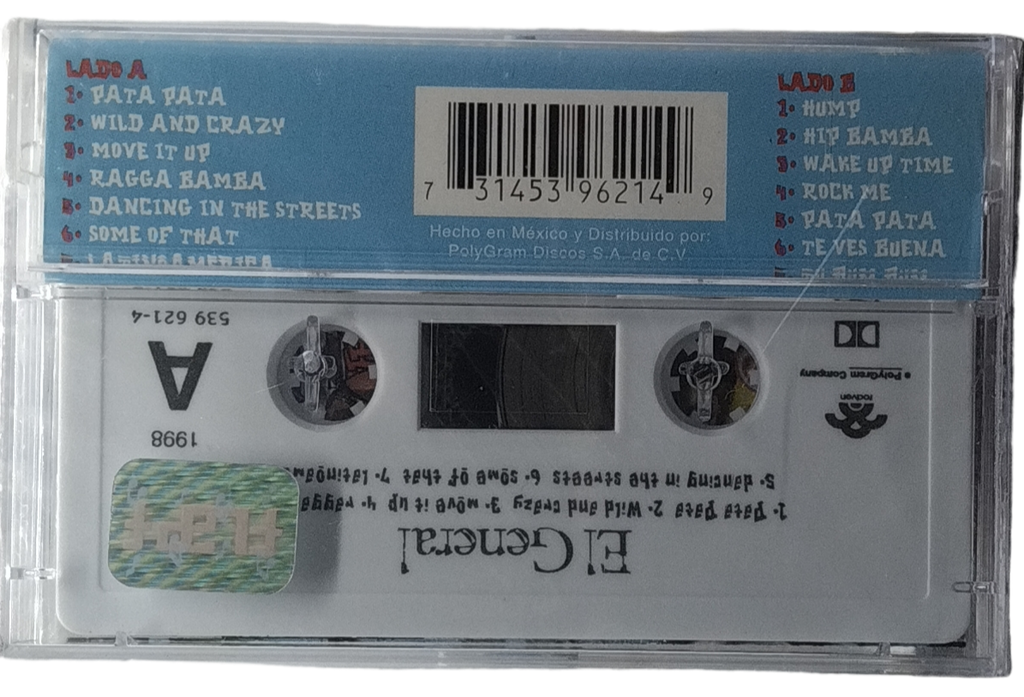 LADO A
1• PATA PATA
2• WILD AND CRAZY
3• MOVE IT UP
4• RAGGA BAMBA
5• DANCING IN THE STREETS
6• SOME OF THAT
7 31453 96214 9
Hecho en México y Distribuido por:
PolyGram Discos S.A. de C.V.
LADO B
1• HUMP
2• HIP BAMBA
3• WAKE UP TIME
4• ROCK ME
5• PATA PATA
6• TE VES BUENA
El General
1• Pata Pata 2• Wild and crazy 3• move it up 4• ragga
5• dancing in the streets 6• some of that 7•
1998
A
539 621-4
rodven
• PolyGram Company